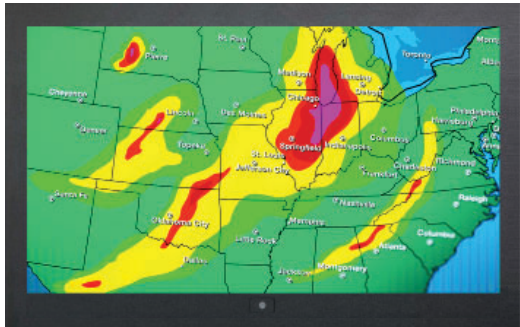 St. Paul
Toronto
Pierre
Madison
Lansing
Detroit
Cheyenne
Chicago
Philadelphia
Harrisburg
Lincoln
Des Moines
Denver
Columbus
Topeka
Springfield
Indianapolis
St. Louis
Jefferson City
Charleston
Richmond
Frankfort
Santa Fe
Nashville
Raleigh
Oklahoma City
Memphis
Little Rock
Columbia
Atlanta
Dallas
Jackson
Montgomery